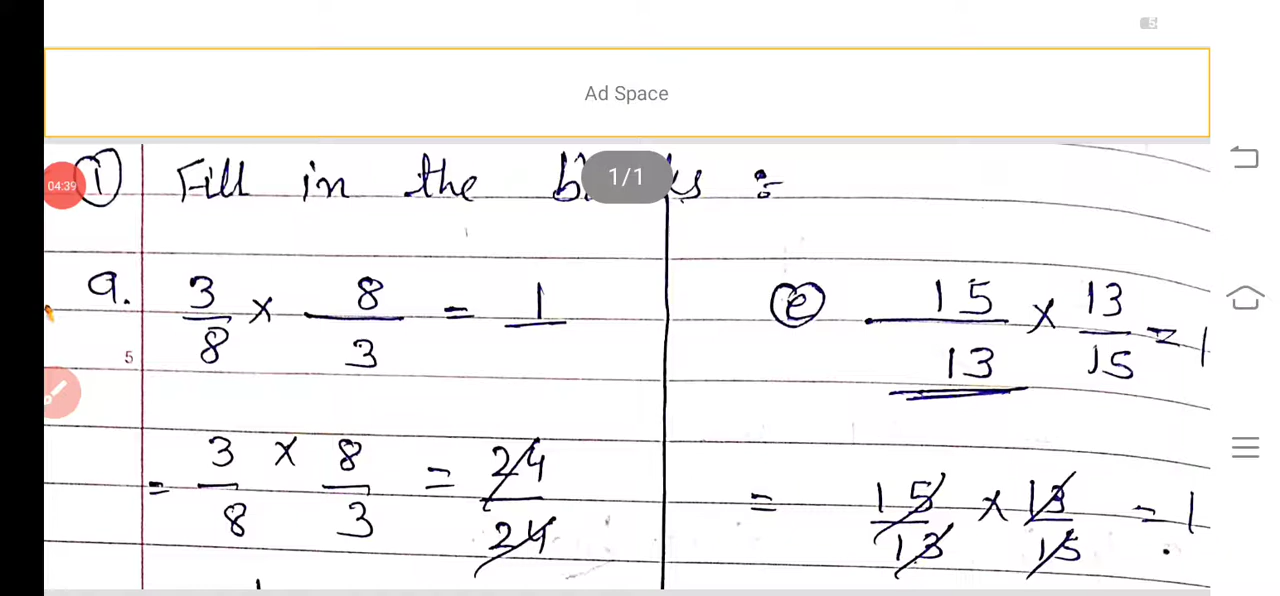 5
Ad Space
04:39
① Fill in the
1/1
a. 3/8 × 8/3 = 1
5
= 3/8 × 8/3 = 24/24
ⓔ 15/13 × 13/15 = 1
= 15/13 × 13/15 = 1